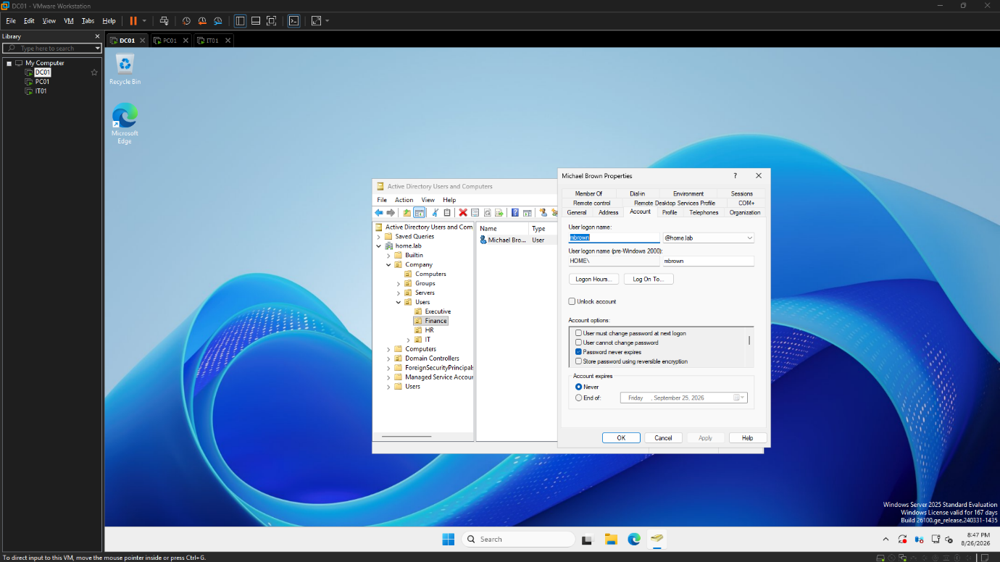 DC01 - VMware Workstation
File Edit View VM Tabs Help
Library
Type here to search
My Computer
DC01
PC01
IT01
DC01
PC01
IT01
Recycle Bin
Microsoft
Edge
Active Directory Users and Computers
File Action View Help
Active Directory Users and Com
Saved Queries
home.lab
Builtin
Company
Computers
Groups
Servers
Users
Executive
Finance
HR
IT
Computers
Domain Controllers
ForeignSecurityPrincipals
Managed Service Accour
Users
Name Type
Michael Bro... User
Michael Brown Properties
Member Of Dial-in Environment Sessions
Remote control Remote Desktop Services Profile COM+
General Address Account Profile Telephones Organization
User logon name:
mbrown @home.lab
User logon name (pre-Windows 2000):
HOME\ mbrown
Logon Hours... Log On To...
Unlock account
Account options:
User must change password at next logon
User cannot change password
Password never expires
Store password using reversible encryption
Account expires
Never
End of: Friday , September 25, 2026
OK Cancel Apply Help
Windows Server 2025 Standard Evaluation
Windows License valid for 167 days
Build 26100.ge_release.240331-1435
Search
8:47 PM
8/26/2026
To direct input to this VM, move the mouse pointer inside or press Ctrl+G.